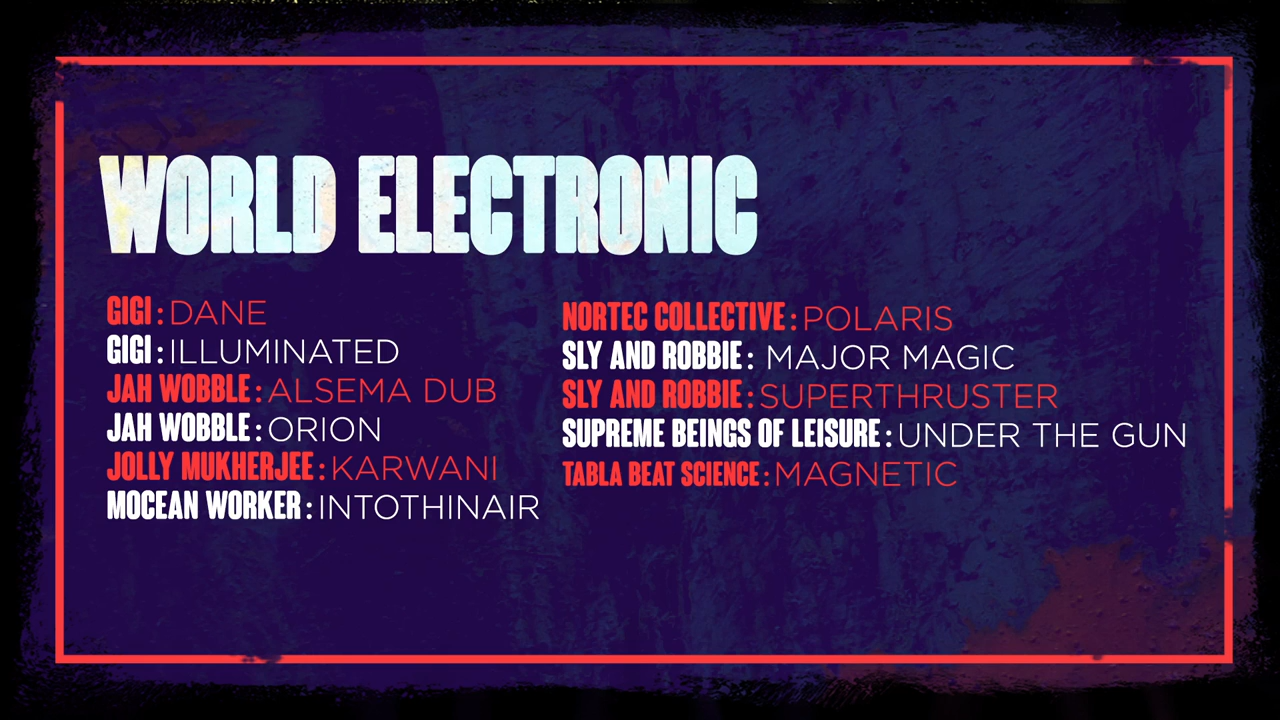 WORLD ELECTRONIC
GIGI: DANE
GIGI: ILLUMINATED
JAH WOBBLE: ALSEMA DUB
JAH WOBBLE: ORION
JOLLY MUKHERJEE: KARWANI
MOCEAN WORKER: INTOTHINAIR
NORTEC COLLECTIVE: POLARIS
SLY AND ROBBIE: MAJOR MAGIC
SLY AND ROBBIE: SUPERTHRUSTER
SUPREME BEINGS OF LEISURE: UNDER THE GUN
TABLA BEAT SCIENCE: MAGNETIC